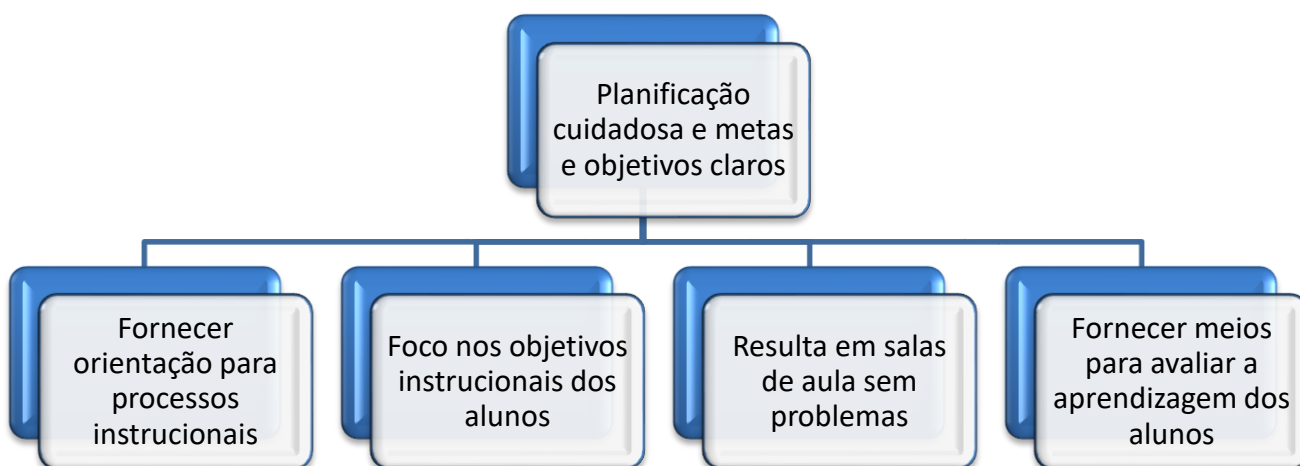 Planificação
cuidadosa e metas
e objetivos claros
Fornecer
orientação para
processos
instrucionais
Foco nos objetivos
instrucionais dos
alunos
Resulta em salas
de aula sem
problemas
Fornecer meios
para avaliar a
aprendizagem dos
alunos